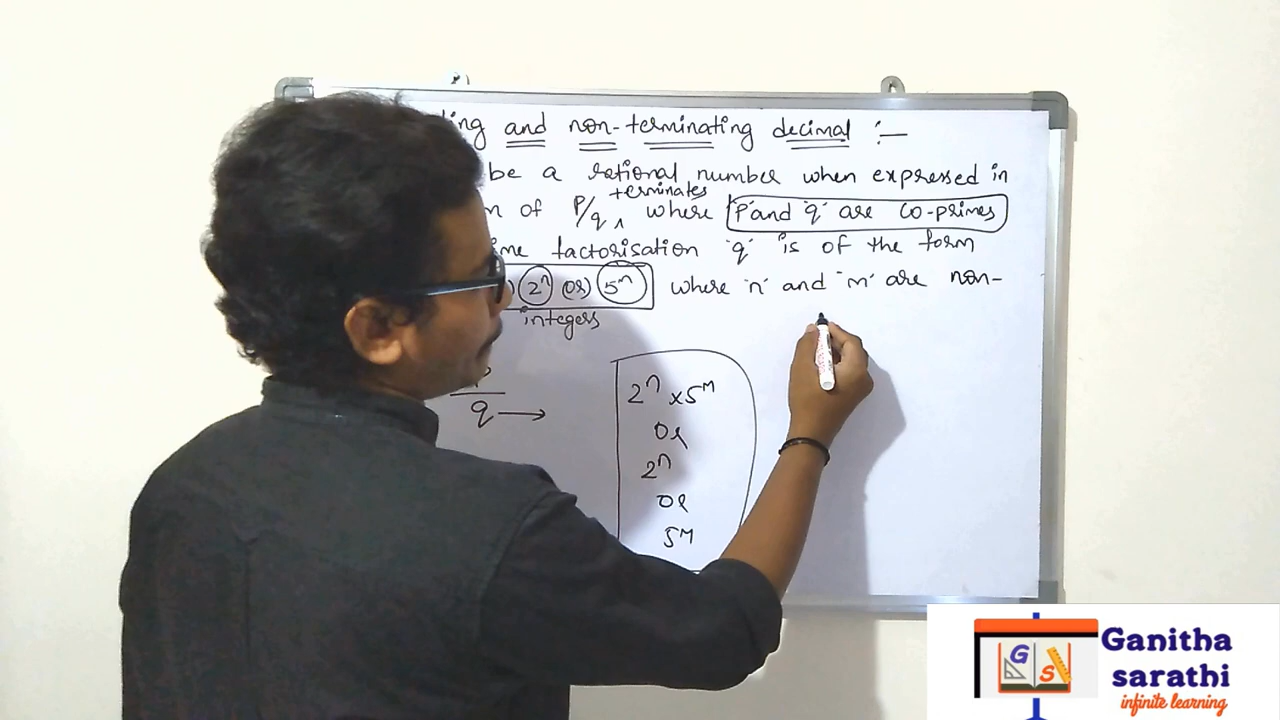 and non-terminating decimal :-
be a rational number when expressed in
of P/q terminates where 'p' and 'q' are co-primes
factorisation 'q' is of the form
2ⁿ (or) 5ᵐ where 'n' and 'm' are non-
integers
q →
2ⁿ x 5ᴹ
Or
2ⁿ
Or
5ᴹ
G
S
Ganitha
sarathi
infinite learning